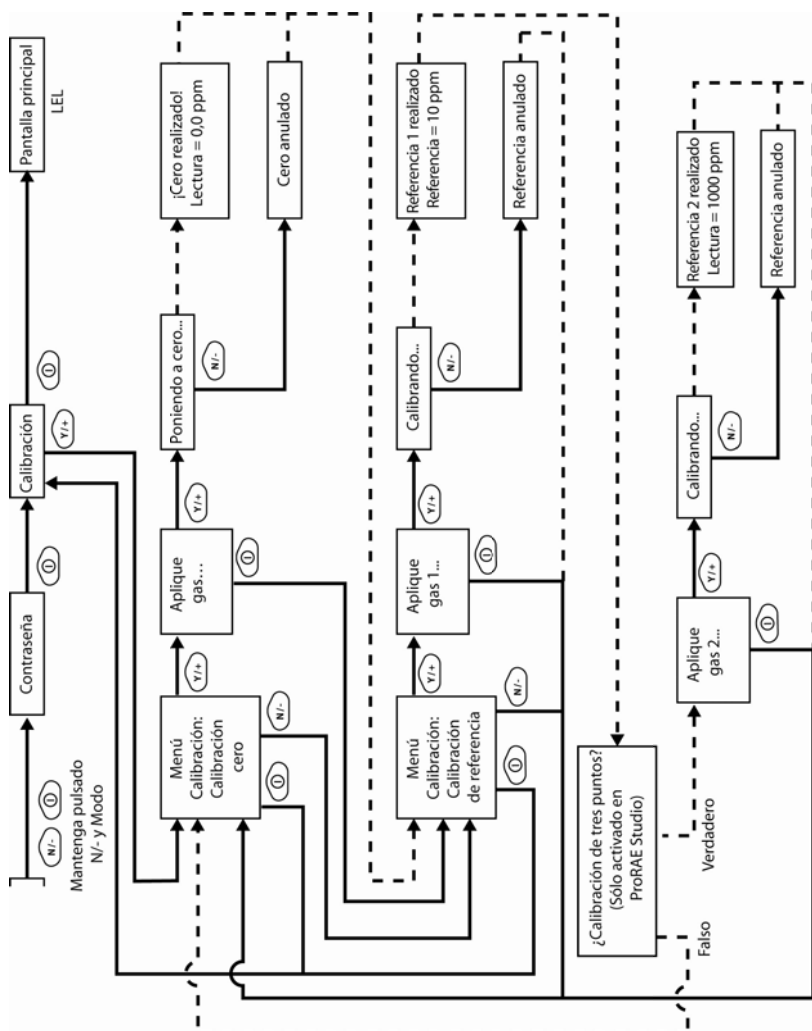 N/-
Mantenga pulsado
N/- y Modo
Contraseña
Calibración
Y/+
Pantalla principal
LEL
Menú
Calibración:
Calibración
cero
Y/+
N/-
Aplique
gas...
Y/+
Poniendo a cero...
N/-
¡Cero realizado!
Lectura = 0,0 ppm
Cero anulado
Menú
Calibración:
Calibración
de referencia
Y/+
N/-
Aplique
gas 1...
Y/+
Calibrando...
N/-
Referencia 1 realizado
Referencia = 10 ppm
Referencia anulado
¿Calibración de tres puntos?
(Sólo activado en
ProRAE Studio)
Falso
Verdadero
Aplique
gas 2...
Y/+
Calibrando...
N/-
Referencia 2 realizado
Lectura = 1000 ppm
Referencia anulado